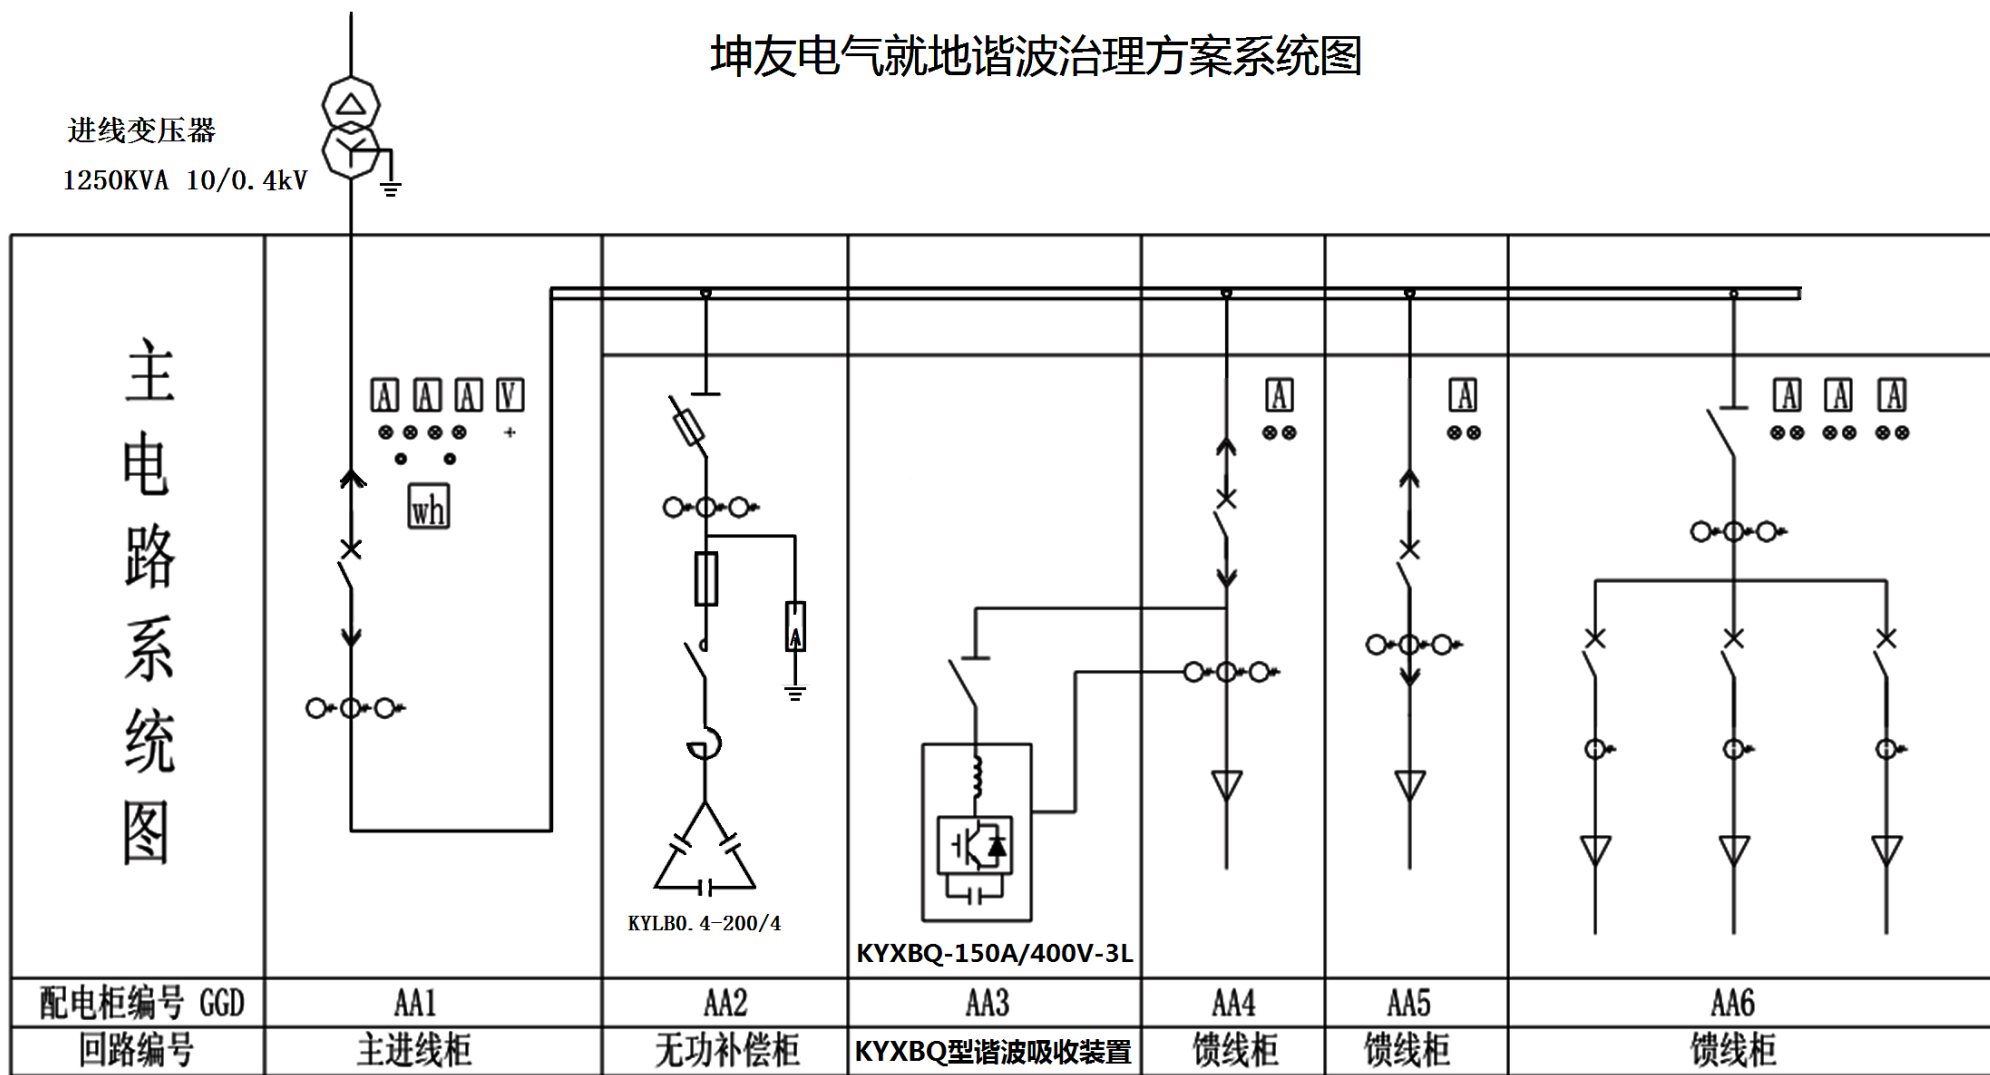 坤友电气就地谐波治理方案系统图
进线变压器
1250KVA 10/0.4kV
主电路系统图
A A A V
wh
A
A
A A A
A
KYLB0.4-200/4
KYXBQ-150A/400V-3L
配电柜编号 GGD AA1 AA2 AA3 AA4 AA5 AA6
回路编号 主进线柜 无功补偿柜 KYXBQ型谐波吸收装置 馈线柜 馈线柜 馈线柜